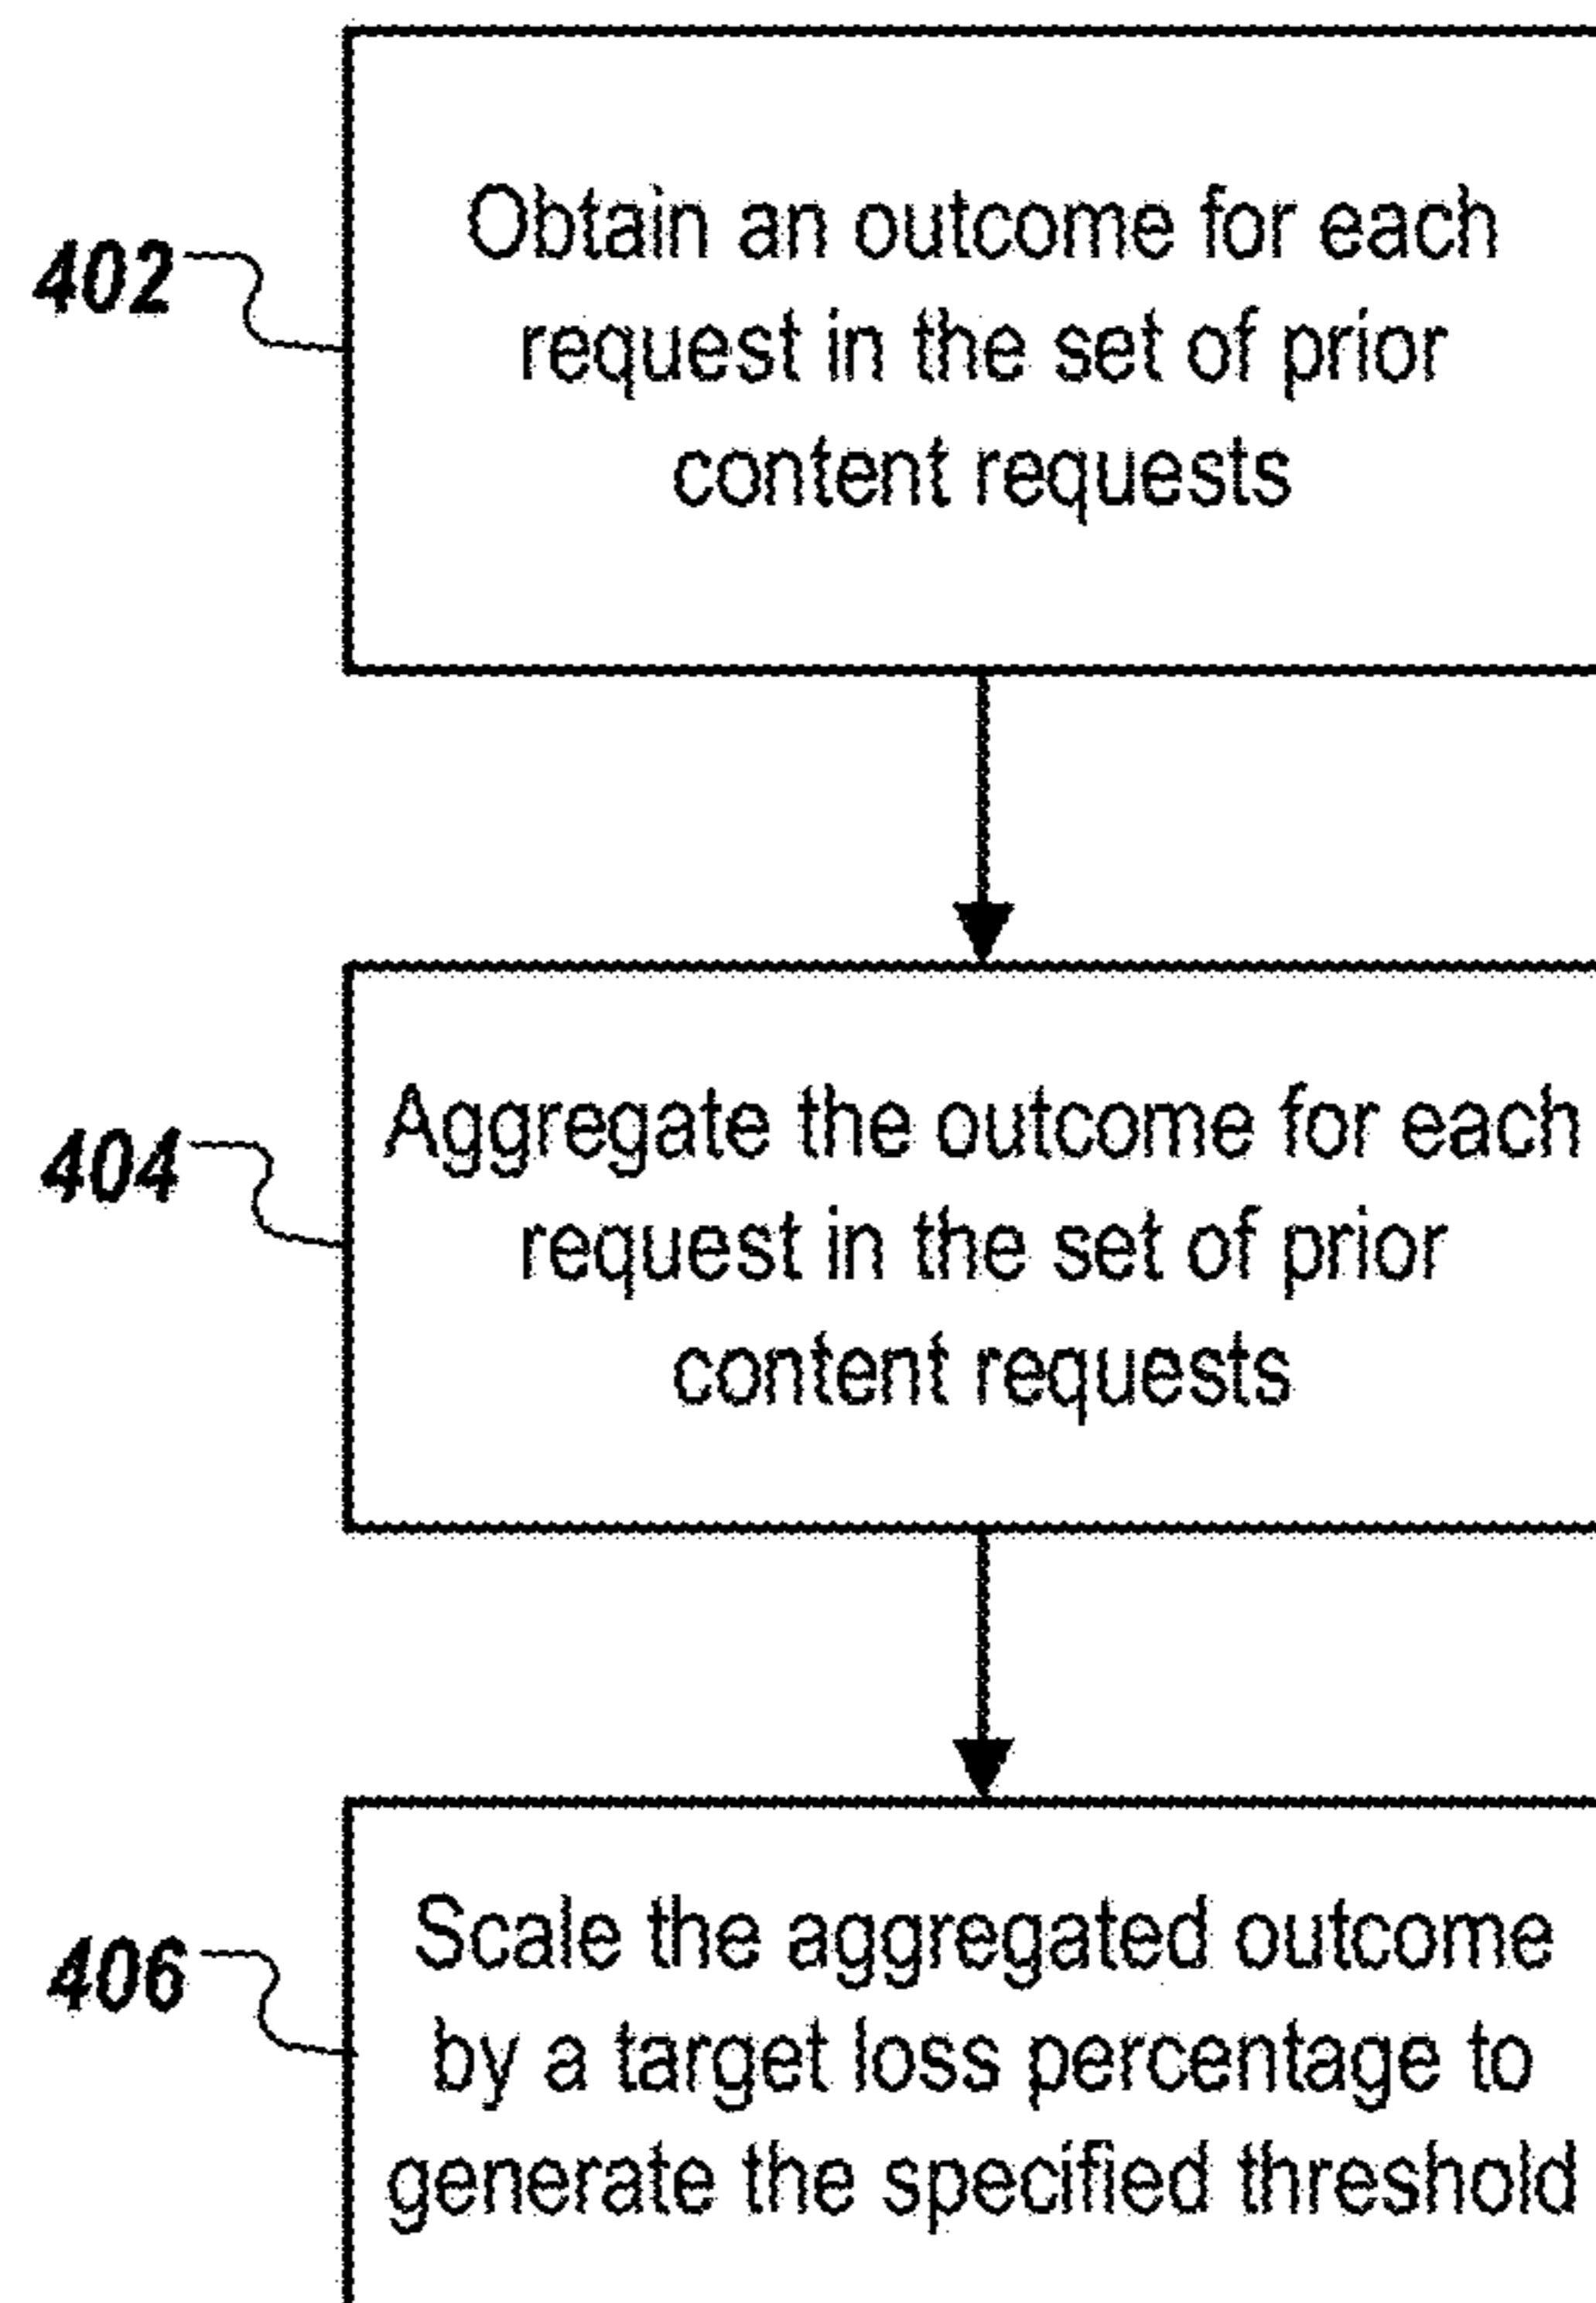 402
Obtain an outcome for each
request in the set of prior
content requests
404
Aggregate the outcome for each
request in the set of prior
content requests
406
Scale the aggregated outcome
by a target loss percentage to
generate the specified threshold